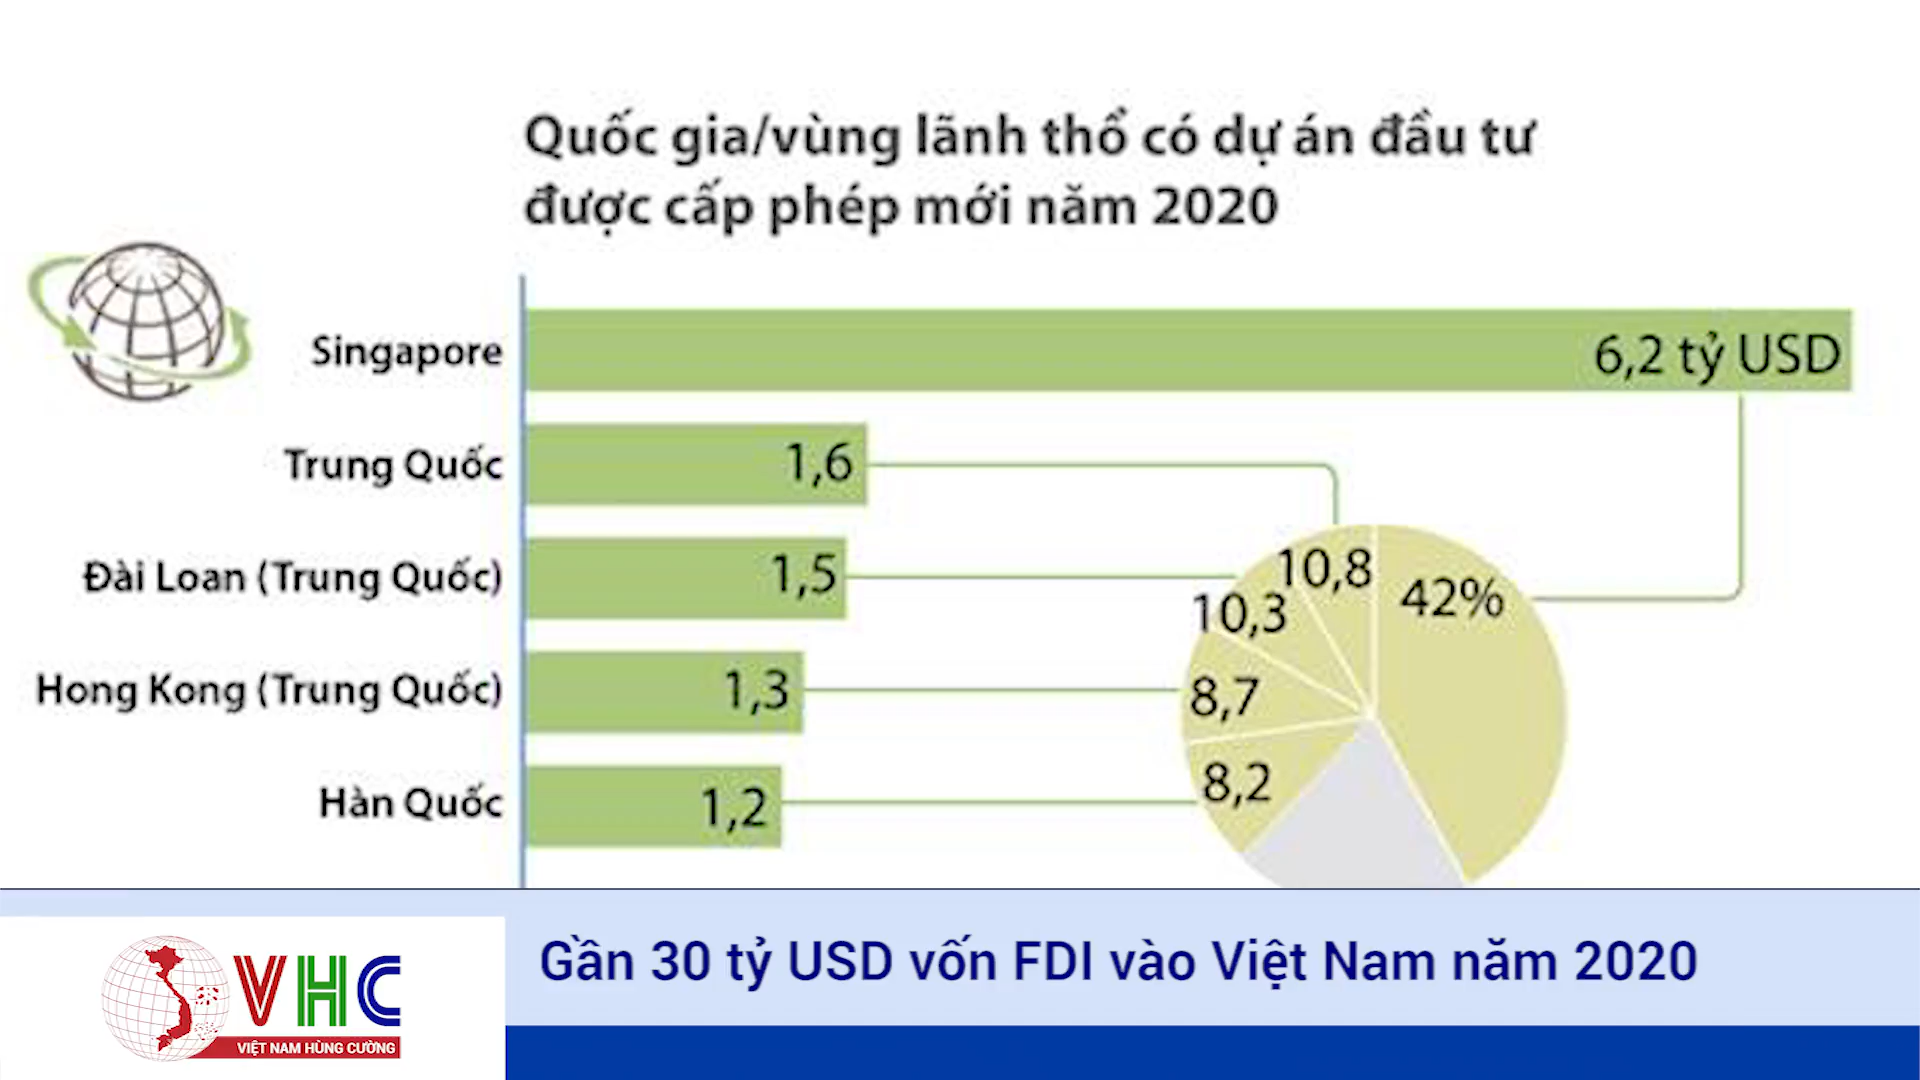 Quốc gia/vùng lãnh thổ có dự án đầu tư
được cấp phép mới năm 2020
Singapore
6,2 tỷ USD
Trung Quốc
1,6
Đài Loan (Trung Quốc)
1,5
Hong Kong (Trung Quốc)
1,3
Hàn Quốc
1,2
10,8
42%
10,3
8,7
8,2
Gần 30 tỷ USD vốn FDI vào Việt Nam năm 2020
VHC
VIỆT NAM HÙNG CƯỜNG